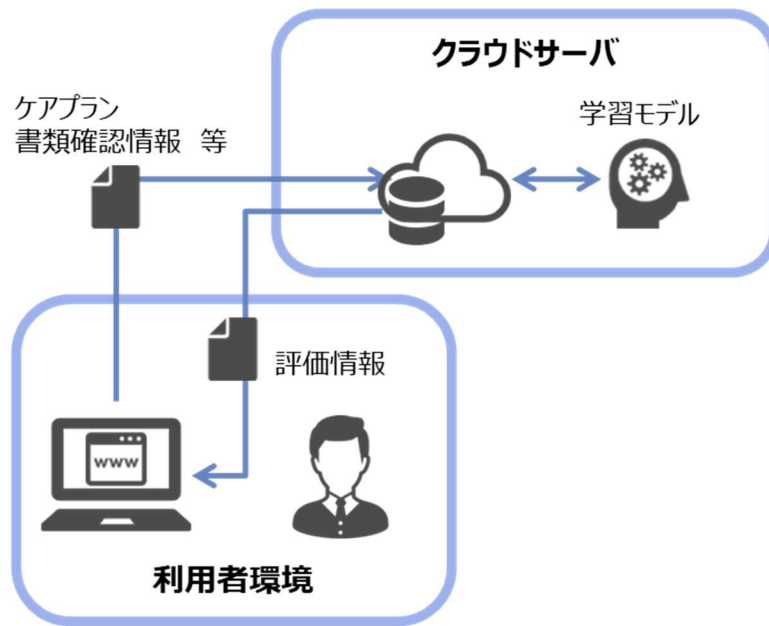 クラウドサーバ
ケアプラン
書類確認情報 等
学習モデル
評価情報
www
利用者環境